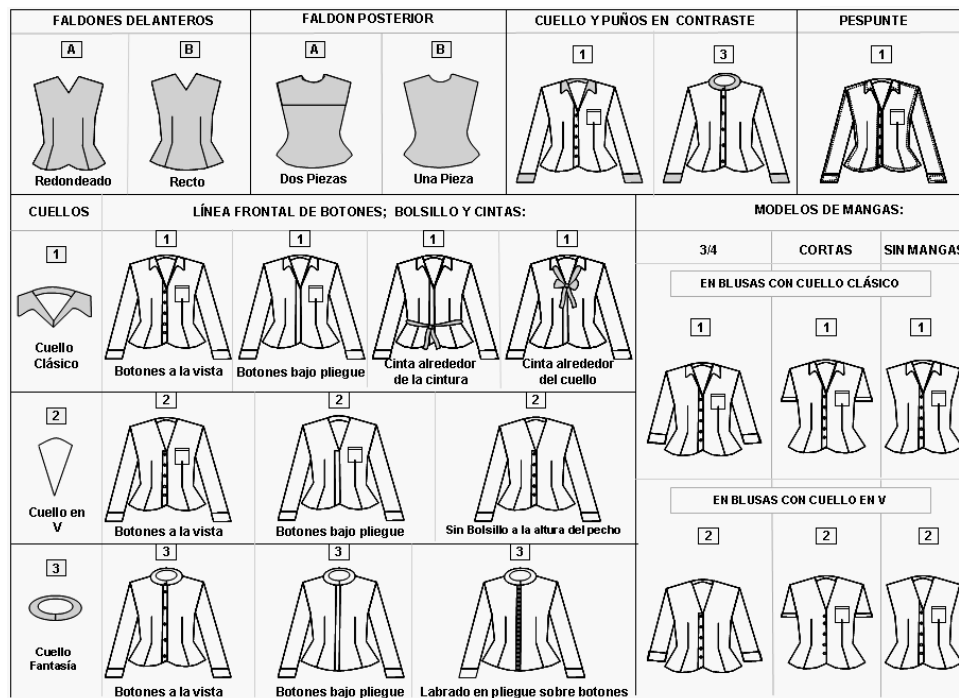 FALDONES DELANTEROS
FALDON POSTERIOR
CUELLO Y PUÑOS EN CONTRASTE
PESPUNTE
A
B
A
B
1
3
1
Redondeado
Recto
Dos Piezas
Una Pieza
CUELLOS
LÍNEA FRONTAL DE BOTONES; BOLSILLO Y CINTAS:
MODELOS DE MANGAS:
3/4
CORTAS
SIN MANGAS
EN BLUSAS CON CUELLO CLÁSICO
1
1
1
1
1
Cuello
Clásico
Botones a la vista
Botones bajo pliegue
Cinta alrededor
de la cintura
Cinta alrededor
del cuello
1
1
1
2
2
2
2
Cuello en
V
Botones a la vista
Botones bajo pliegue
Sin Bolsillo a la altura del pecho
EN BLUSAS CON CUELLO EN V
2
2
2
3
3
3
3
Cuello
Fantasía
Botones a la vista
Botones bajo pliegue
Labrado en pliegue sobre botones